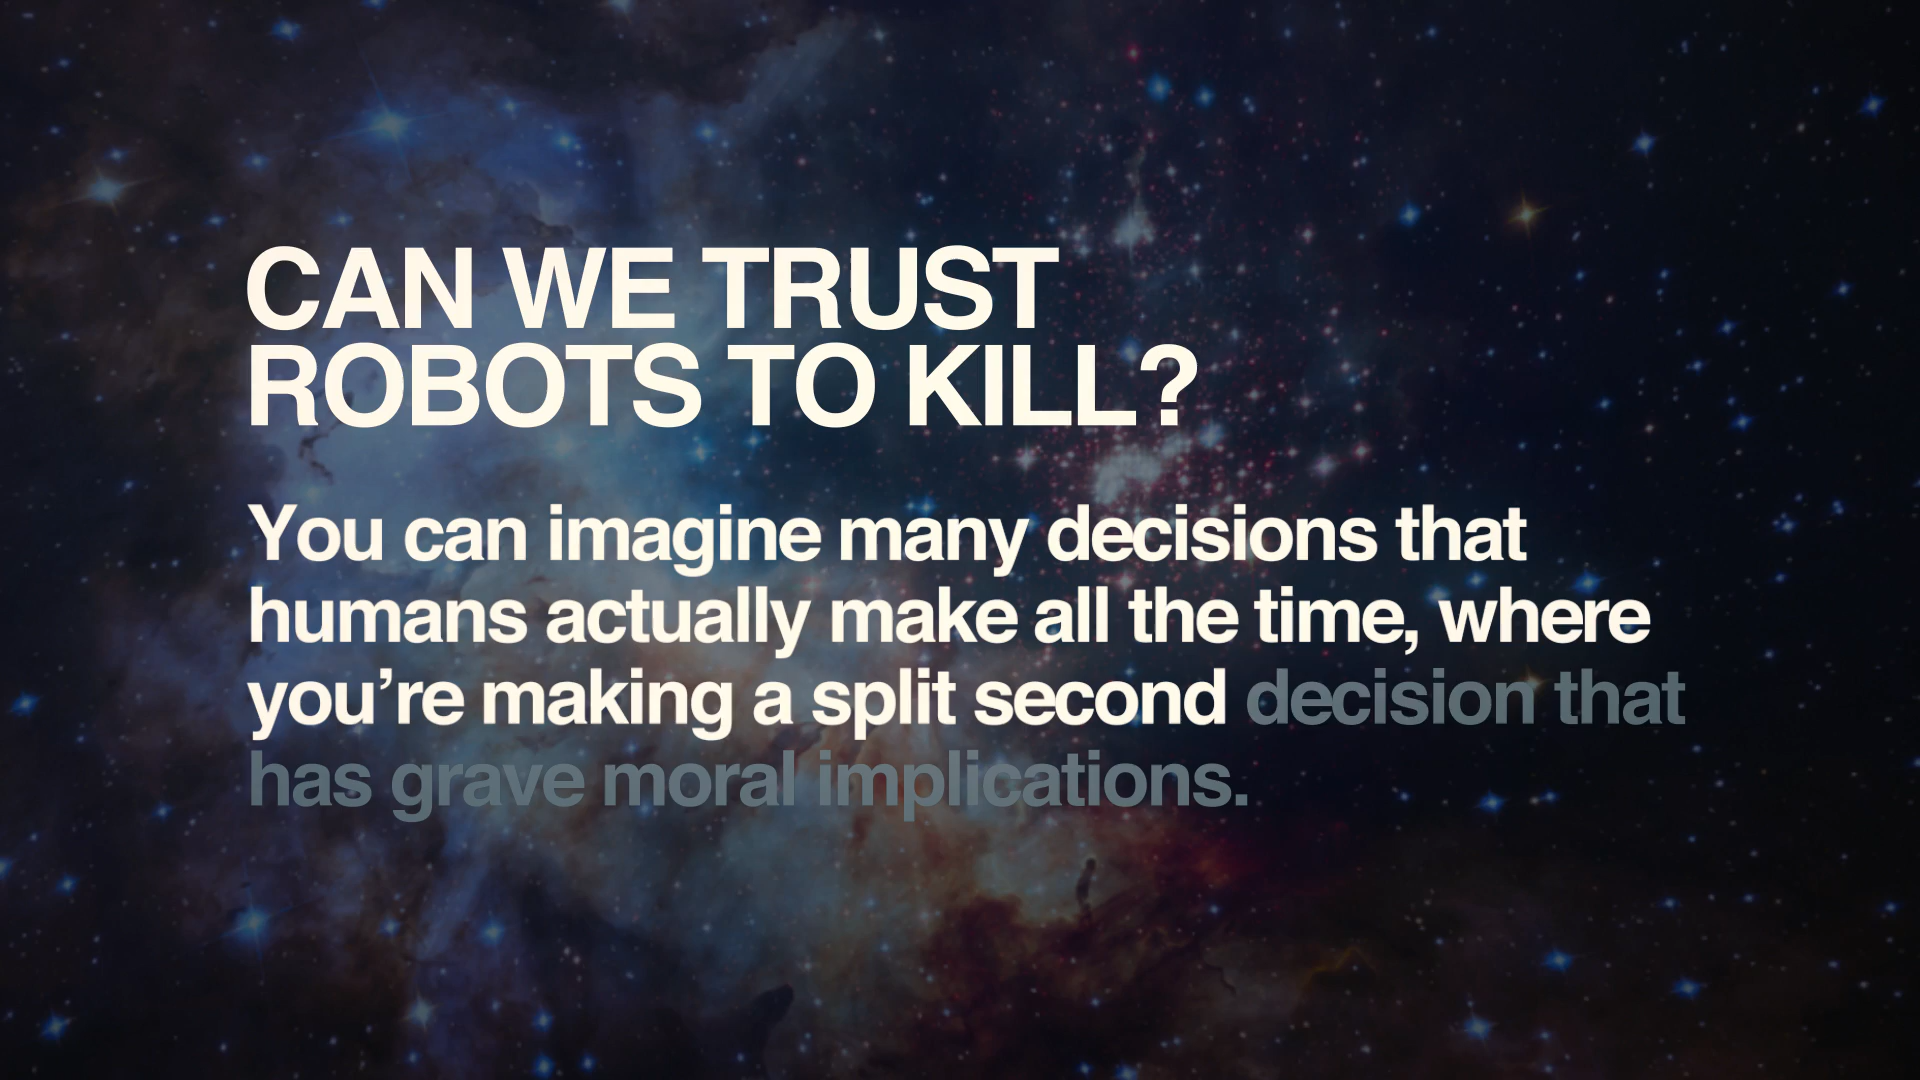 CAN WE TRUST
ROBOTS TO KILL?
You can imagine many decisions that
humans actually make all the time, where
you’re making a split second decision that
has grave moral implications.